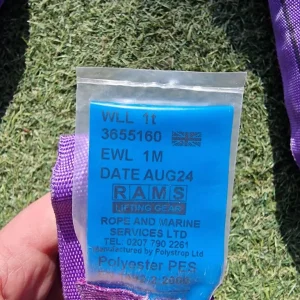 WLL 1t
3655160
EWL 1M
DATE AUG24
RAMS
LIFTING GEAR
ROPE AND MARINE
SERVICES LTD
TEL: 0207 790 2261
Manufactured by Polystrop Ltd
Polyester PES